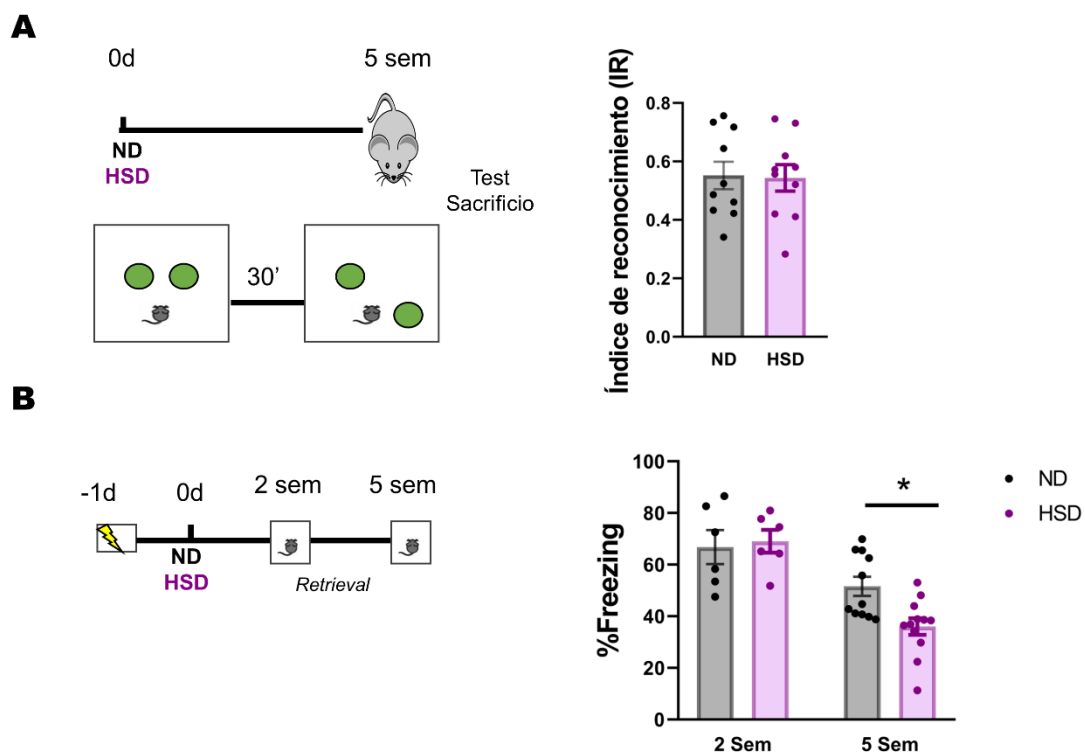 A
0d
5 sem
ND
HSD
Test
Sacrificio
30’
Índice de reconocimiento (IR)
0.8
0.6
0.4
0.2
0.0
ND
HSD
B
-1d
0d
2 sem
5 sem
ND
HSD
Retrieval
%Freezing
100
80
60
40
20
0
*
2 Sem
5 Sem
ND
HSD